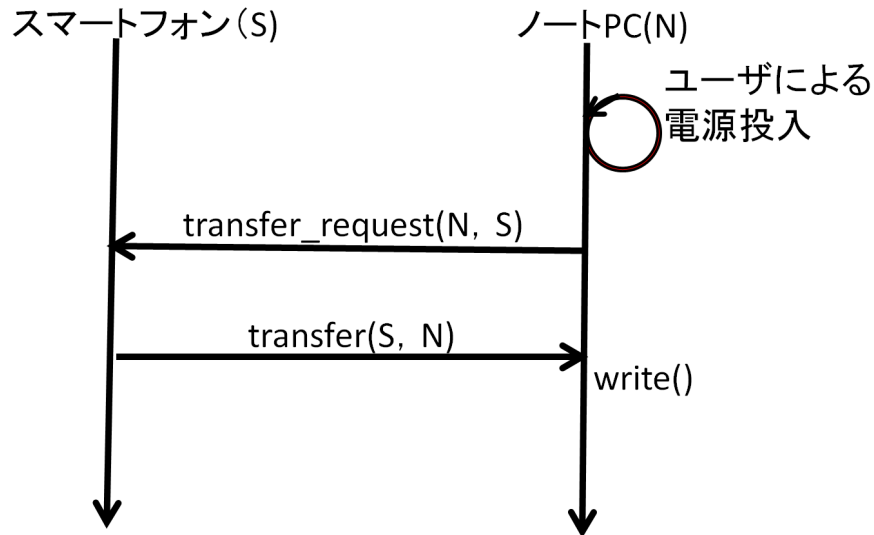 スマートフォン（S)
ノートPC(N)
ユーザによる
電源投入
transfer_request(N, S)
transfer(S, N)
write()